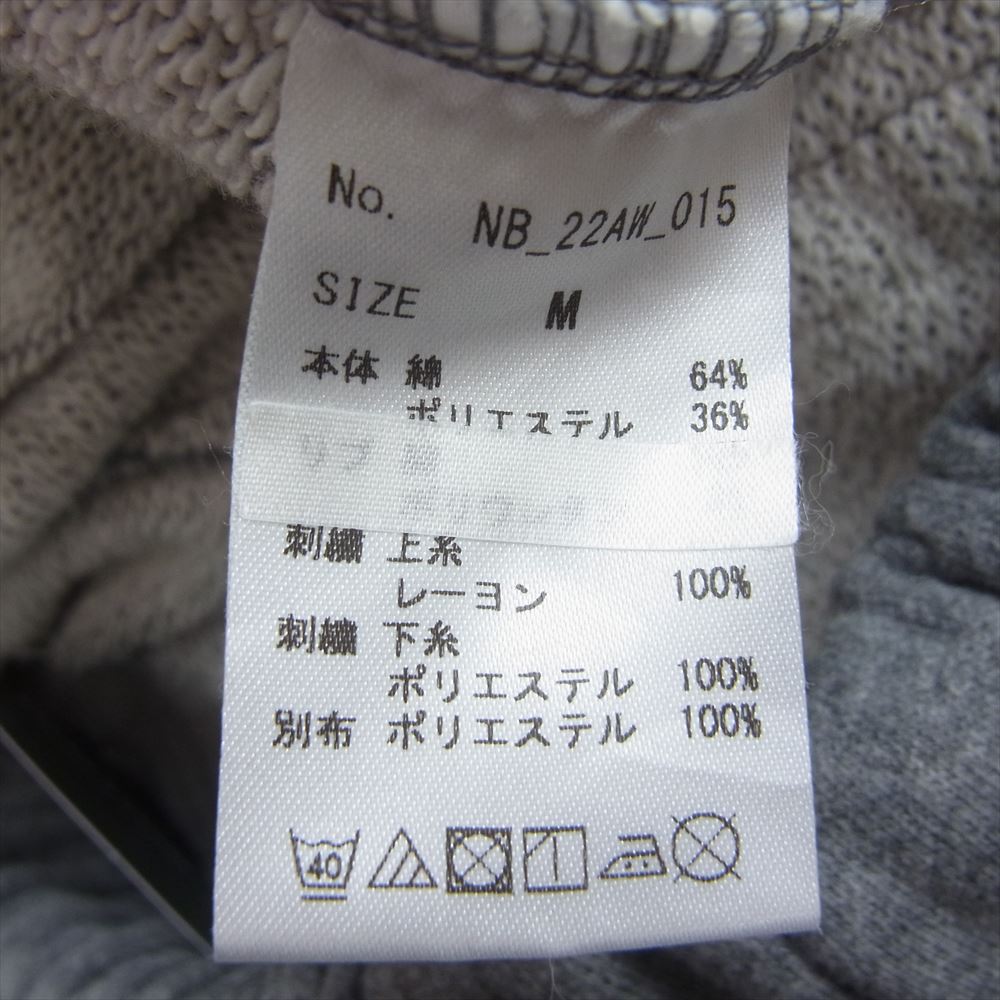 No. NB_22AW_015
SIZE M
本体 綿 64%
ポリエステル 36%
刺繍 上糸
レーヨン 100%
刺繍 下糸
ポリエステル 100%
別布 ポリエステル 100%
40